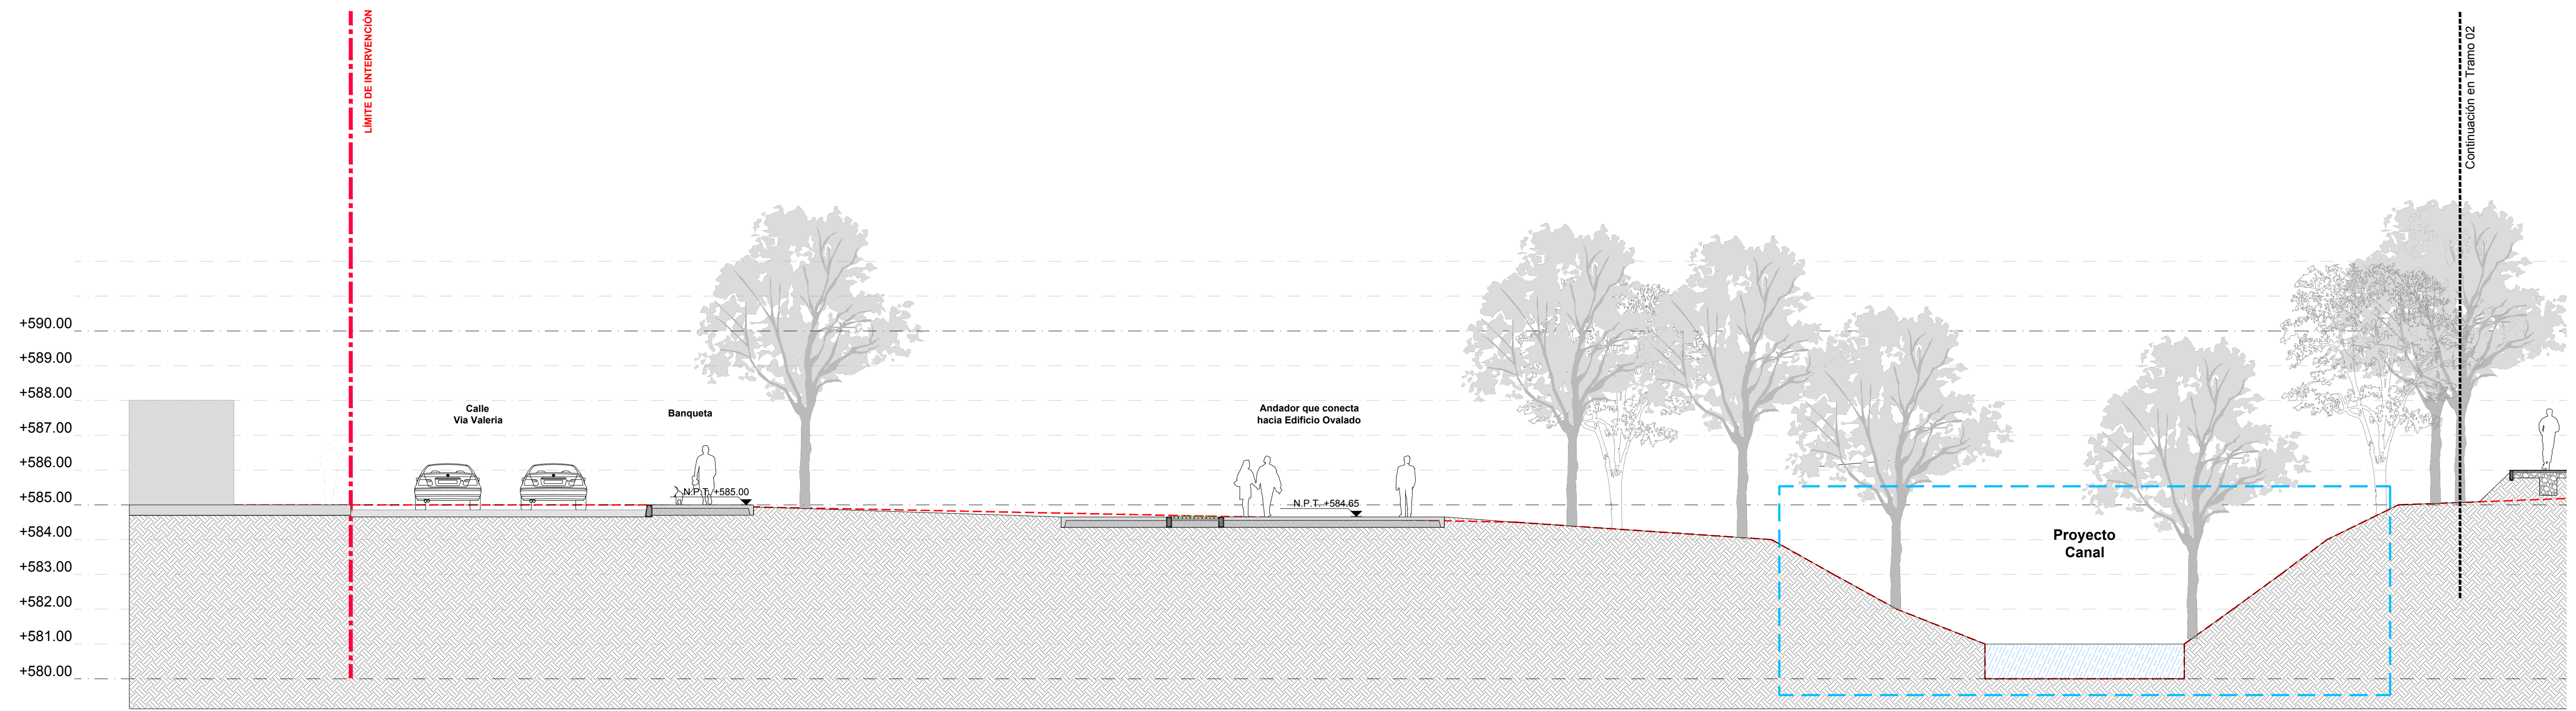 LÍMITE DE INTERVENCIÓN
Continuación en Tramo 02
+590.00
+589.00
+588.00
+587.00
+586.00
+585.00
+584.00
+583.00
+582.00
+581.00
+580.00
Calle
Via Valeria
Banqueta
N.P.T. +585.00
Andador que conecta
hacia Edificio Ovalado
N.P.T. +584.65
Proyecto
Canal